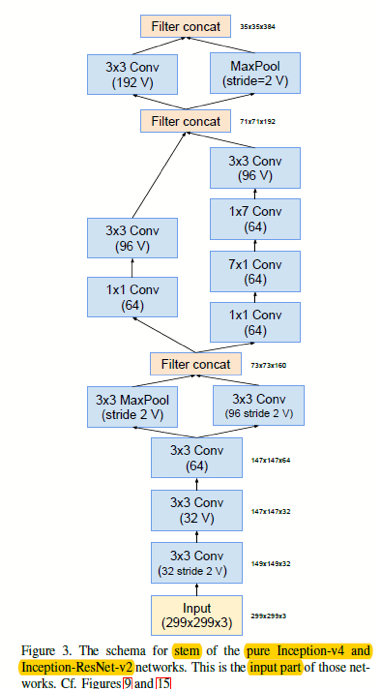 Filter concat
35x35x384
3x3 Conv
(192 V)
MaxPool
(stride=2 V)
Filter concat
71x71x192
3x3 Conv
(96 V)
1x7 Conv
(64)
3x3 Conv
(96 V)
7x1 Conv
(64)
1x1 Conv
(64)
1x1 Conv
(64)
Filter concat
73x73x160
3x3 MaxPool
(stride 2 V)
3x3 Conv
(96 stride 2 V)
3x3 Conv
(64)
147x147x64
3x3 Conv
(32 V)
147x147x32
3x3 Conv
(32 stride 2 V)
149x149x32
Input
(299x299x3)
299x299x3
Figure 3. The schema for stem of the pure Inception-v4 and
Inception-ResNet-v2 networks. This is the input part of those net-
works. Cf. Figures 9 and 15